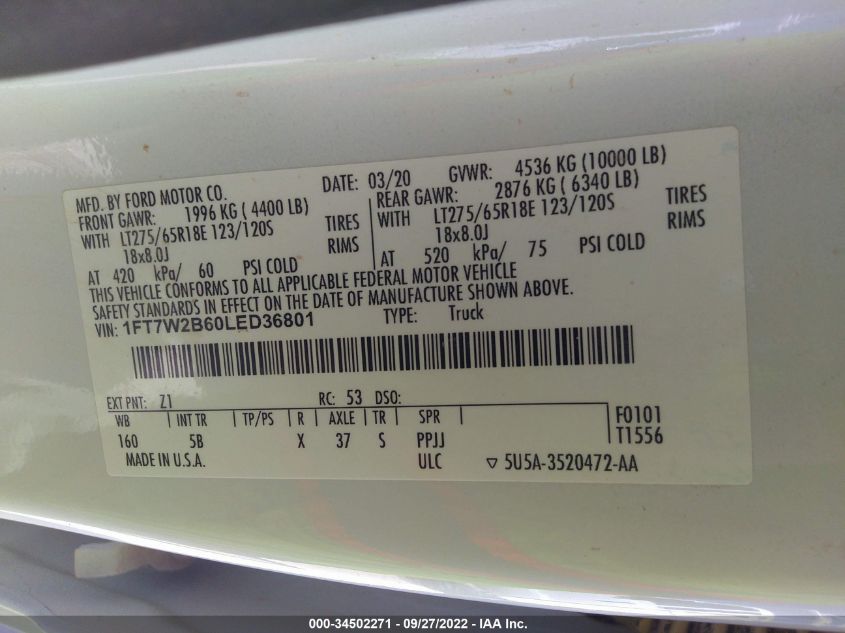 MFD. BY FORD MOTOR CO.
DATE: 03/20 GVWR: 4536 KG (10000 LB)
FRONT GAWR: 1996 KG ( 4400 LB)
REAR GAWR: 2876 KG ( 6340 LB)
WITH LT275/65R18E 123/120S TIRES
WITH LT275/65R18E 123/120S TIRES
18x8.0J RIMS
18x8.0J RIMS
AT 420 kPa/ 60 PSI COLD
AT 520 kPa/ 75 PSI COLD
THIS VEHICLE CONFORMS TO ALL APPLICABLE FEDERAL MOTOR VEHICLE
SAFETY STANDARDS IN EFFECT ON THE DATE OF MANUFACTURE SHOWN ABOVE.
VIN: 1FT7W2B60LED36801 TYPE: Truck
EXT PNT: Z1 RC: 53 DSO:
WB INT TR TP/PS R AXLE TR SPR F0101
160 5B X 37 S PPJJ T1556
MADE IN U.S.A. ULC ▽ 5U5A-3520472-AA
000-34502271 - 09/27/2022 - IAA Inc.